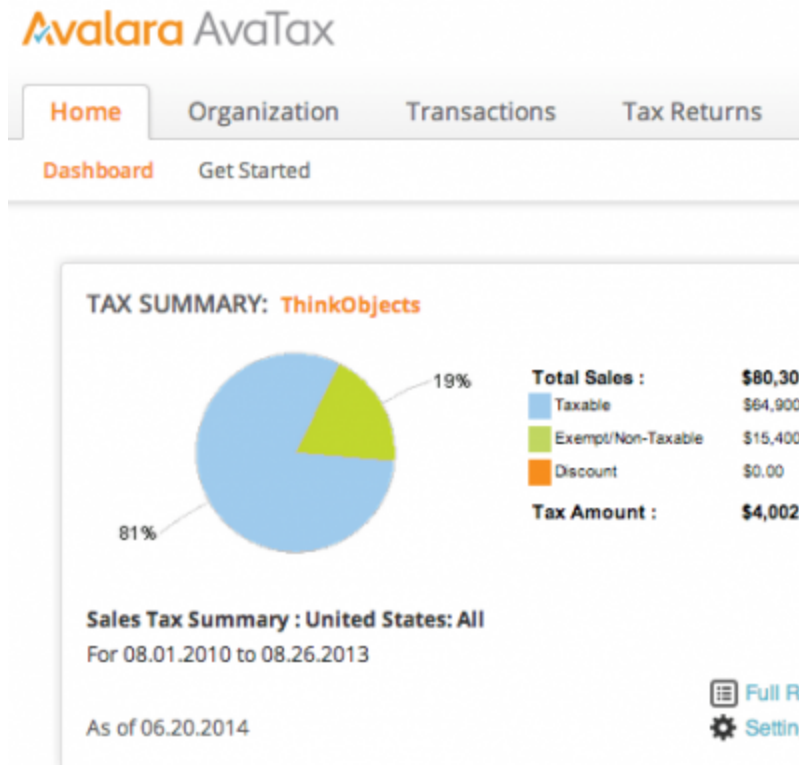 Avalara AvaTax
Home Organization Transactions Tax Returns
Dashboard Get Started
TAX SUMMARY: ThinkObjects
19%
81%
Total Sales : $80,30
Taxable $64,900
Exempt/Non-Taxable $15,400
Discount $0.00
Tax Amount : $4,002
Sales Tax Summary : United States: All
For 08.01.2010 to 08.26.2013
Full R
As of 06.20.2014 Settin